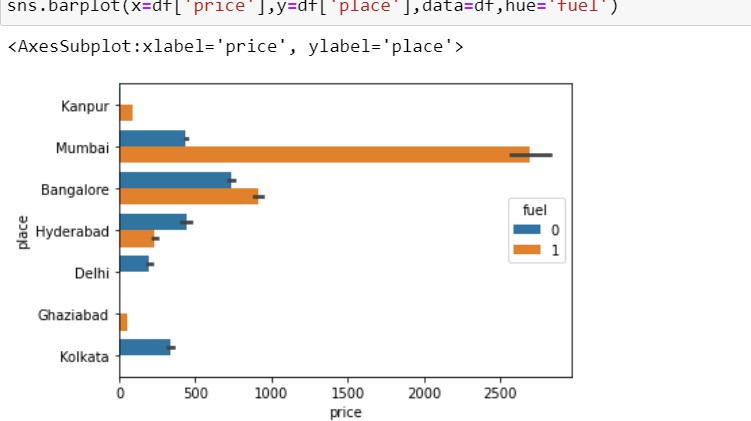 sns.barplot(x=df['price'],y=df['place'],data=df,hue='fuel')
<AxesSubplot:xlabel='price', ylabel='place'>
Kanpur
Mumbai
Bangalore
Hyderabad
Delhi
Ghaziabad
Kolkata
place
fuel
0
1
0 500 1000 1500 2000 2500
price